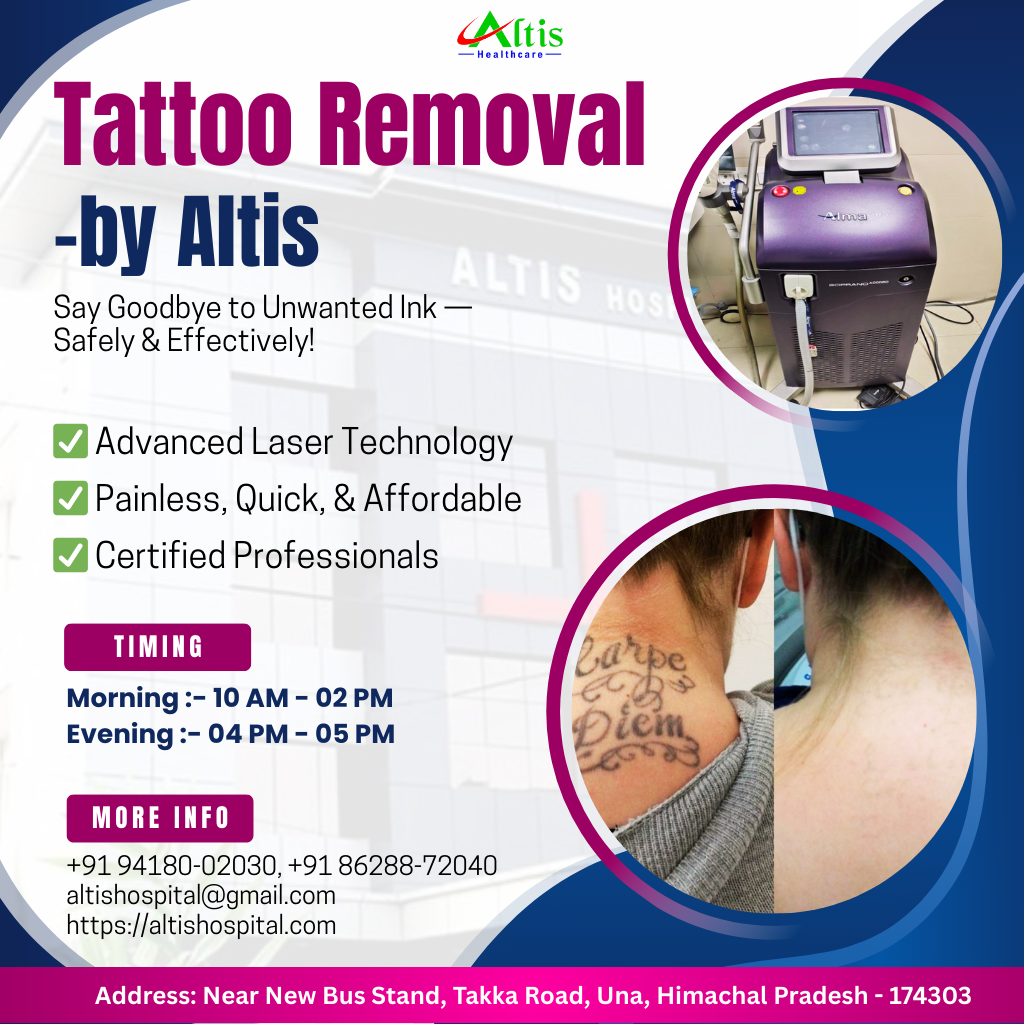 Altis
Healthcare
Tattoo Removal
-by Altis
Say Goodbye to Unwanted Ink —
Safely & Effectively!
✅ Advanced Laser Technology
✅ Painless, Quick, & Affordable
✅ Certified Professionals
TIMING
Morning :- 10 AM - 02 PM
Evening :- 04 PM - 05 PM
MORE INFO
+91 94180-02030, +91 86288-72040
altishospital@gmail.com
https://altishospital.com
Address: Near New Bus Stand, Takka Road, Una, Himachal Pradesh - 174303
ALTIS HOSPI
Alma
SOPRANO
Carpe
Diem